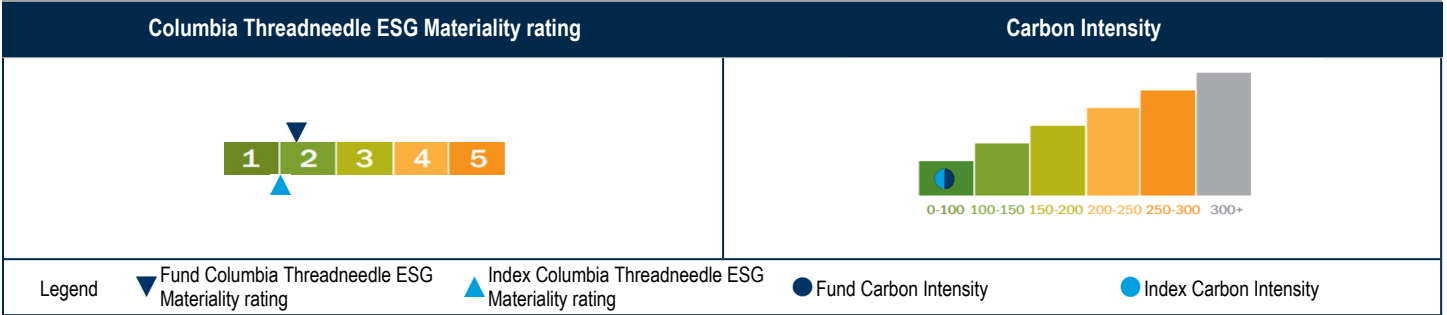 Columbia Threadneedle ESG Materiality rating
Carbon Intensity
1 2 3 4 5
0-100 100-150 150-200 200-250 250-300 300+
Legend
Fund Columbia Threadneedle ESG
Materiality rating
Index Columbia Threadneedle ESG
Materiality rating
Fund Carbon Intensity
Index Carbon Intensity